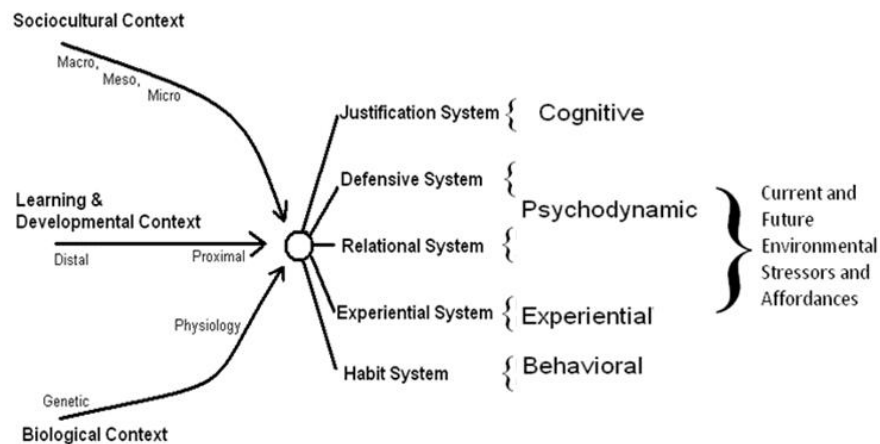 Sociocultural Context
Macro,
Meso,
Micro
Learning &
Developmental Context
Distal
Proximal
Physiology
Genetic
Biological Context
Justification System { Cognitive
Defensive System {
Psychodynamic
Relational System {
Experiential System { Experiential
Habit System { Behavioral
} Current and
Future
Environmental
Stressors and
Affordances